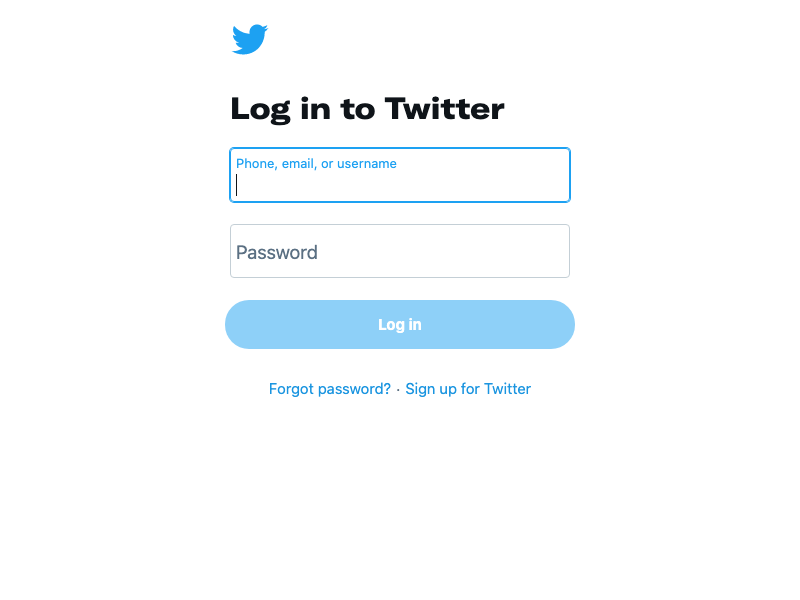 Log in to Twitter
Phone, email, or username
Password
Log in
Forgot password? · Sign up for Twitter